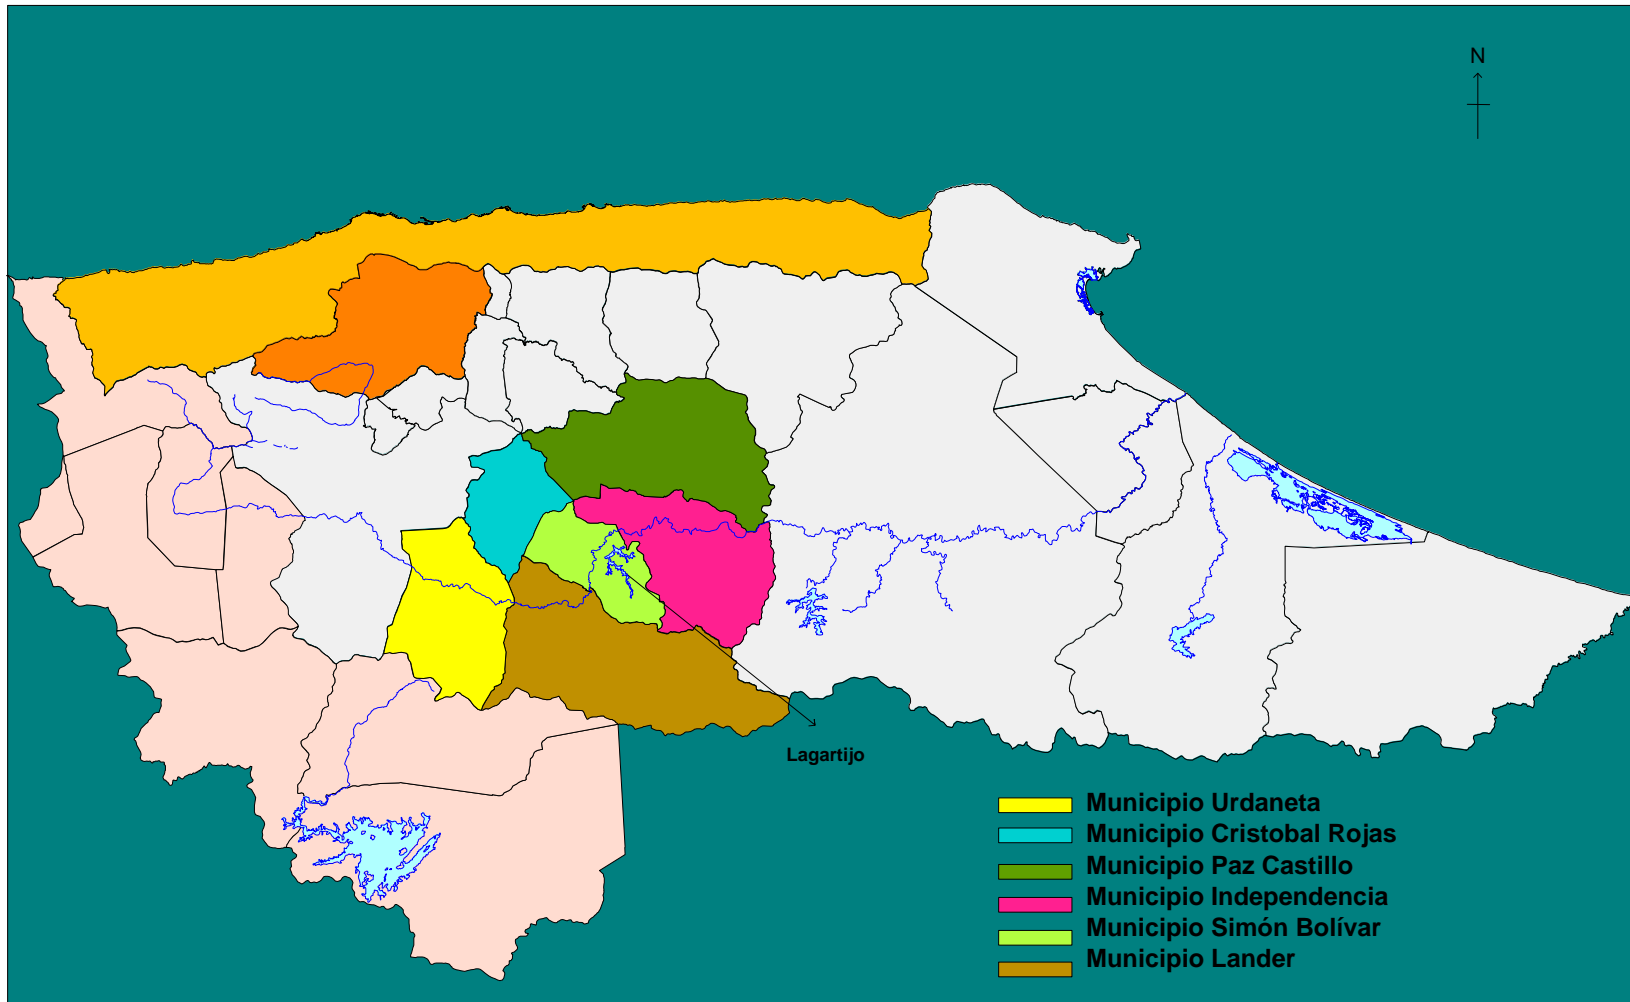 N
Lagartijo
Municipio Urdaneta
Municipio Cristobal Rojas
Municipio Paz Castillo
Municipio Independencia
Municipio Simón Bolívar
Municipio Lander